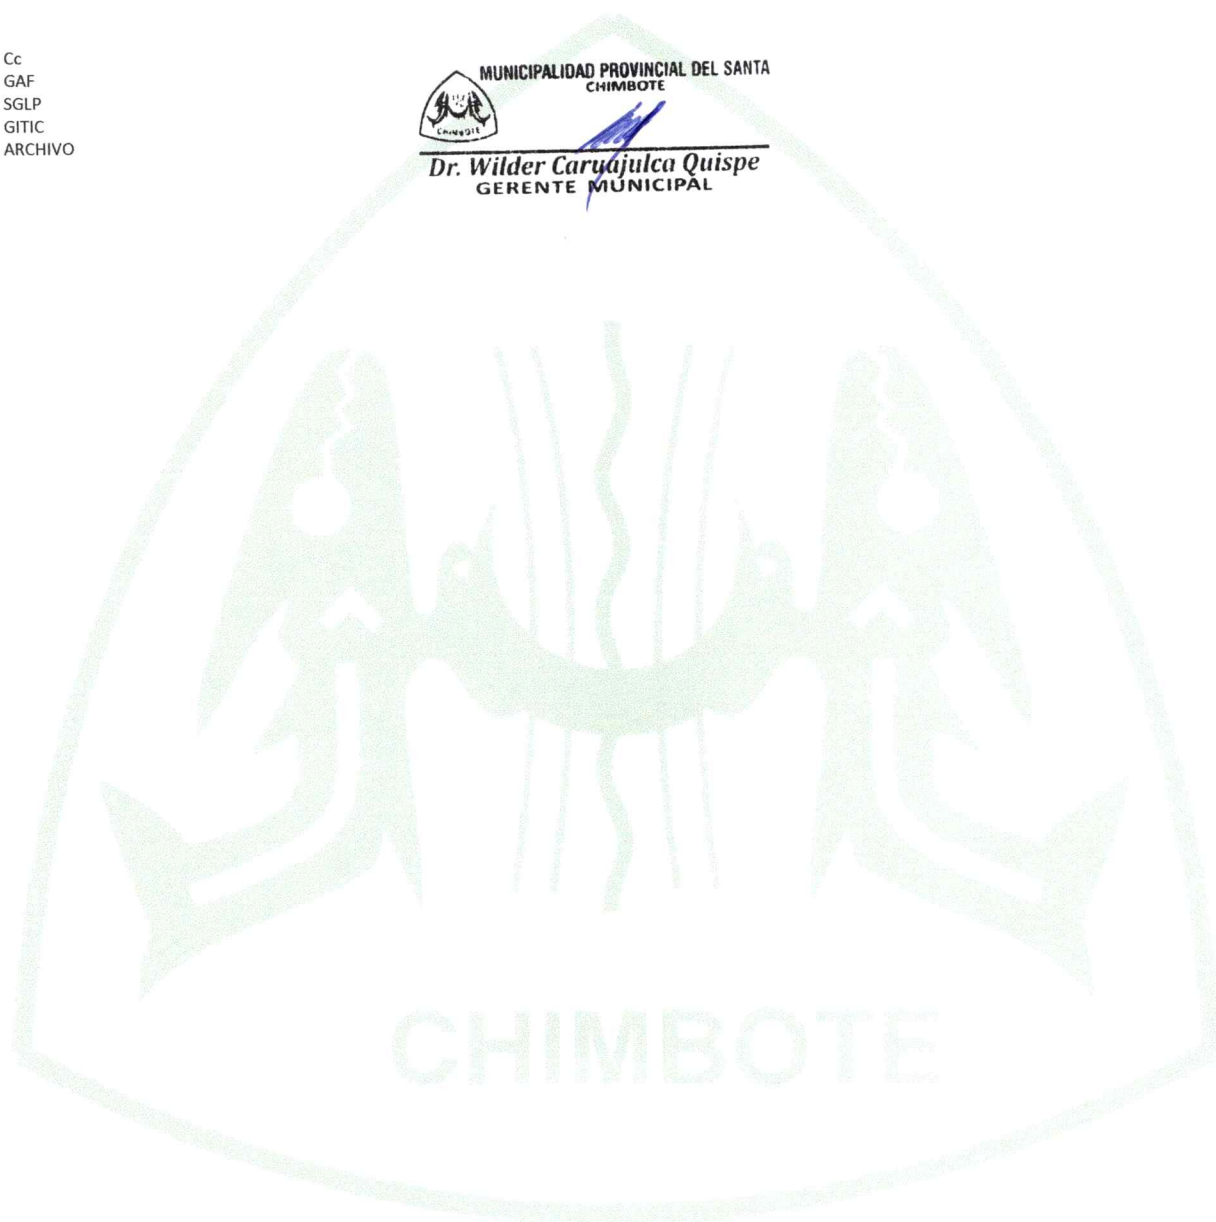 Cc
GAF
SGLP
GITIC
ARCHIVO
MUNICIPALIDAD PROVINCIAL DEL SANTA
CHIMBOTE
CHIMBOTE
Dr. Wilder Caruajulca Quispe
GERENTE MUNICIPAL
CHIMBOTE